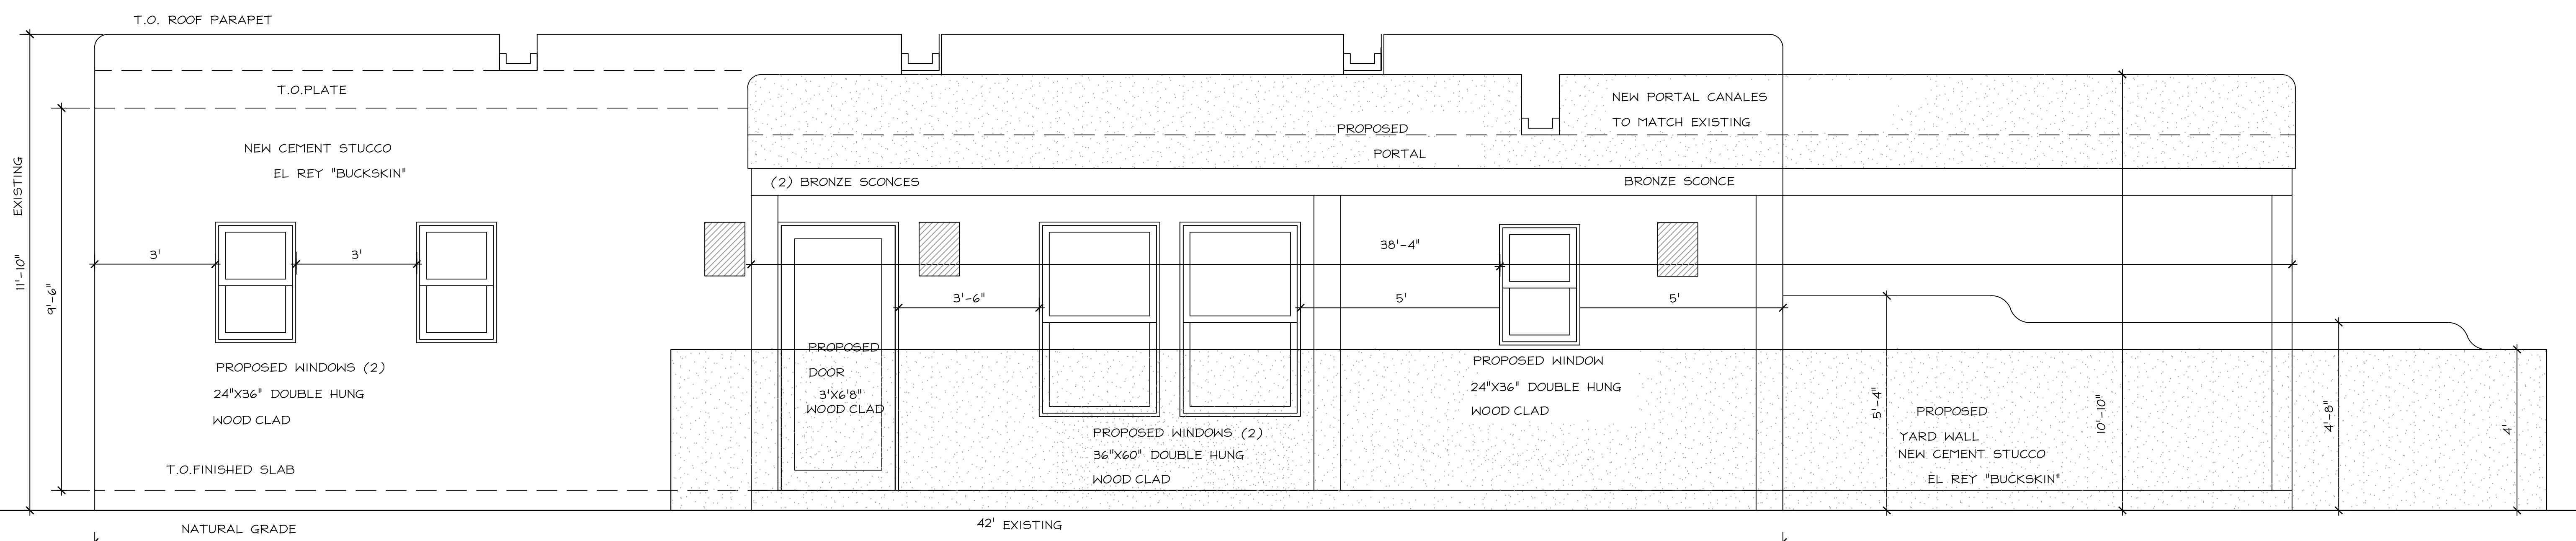 T.O. ROOF PARAPET
T.O.PLATE
NEW CEMENT STUCCO
EL REY "BUCKSKIN"
EXISTING
11'-10"
9'-6"
3'
3'
PROPOSED WINDOWS (2)
24"X36" DOUBLE HUNG
WOOD CLAD
T.O.FINISHED SLAB
NATURAL GRADE
(2) BRONZE SCONCES
PROPOSED
PORTAL
NEW PORTAL CANALES
TO MATCH EXISTING
BRONZE SCONCE
38'-4"
3'-6"
5'
5'
PROPOSED
DOOR
3'X6'8"
WOOD CLAD
PROPOSED WINDOWS (2)
36"X60" DOUBLE HUNG
WOOD CLAD
PROPOSED WINDOW
24"X36" DOUBLE HUNG
WOOD CLAD
5'-4"
PROPOSED
YARD WALL
NEW CEMENT STUCCO
EL REY "BUCKSKIN"
10'-10"
4'-8"
4'
42' EXISTING